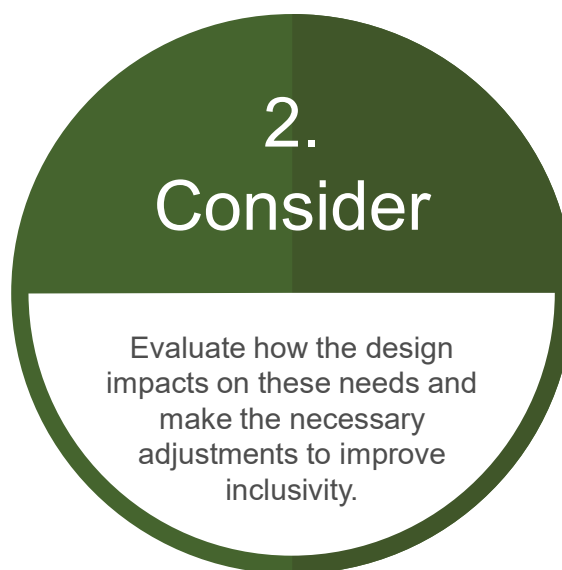 2.
Consider
Evaluate how the design
impacts on these needs and
make the necessary
adjustments to improve
inclusivity.